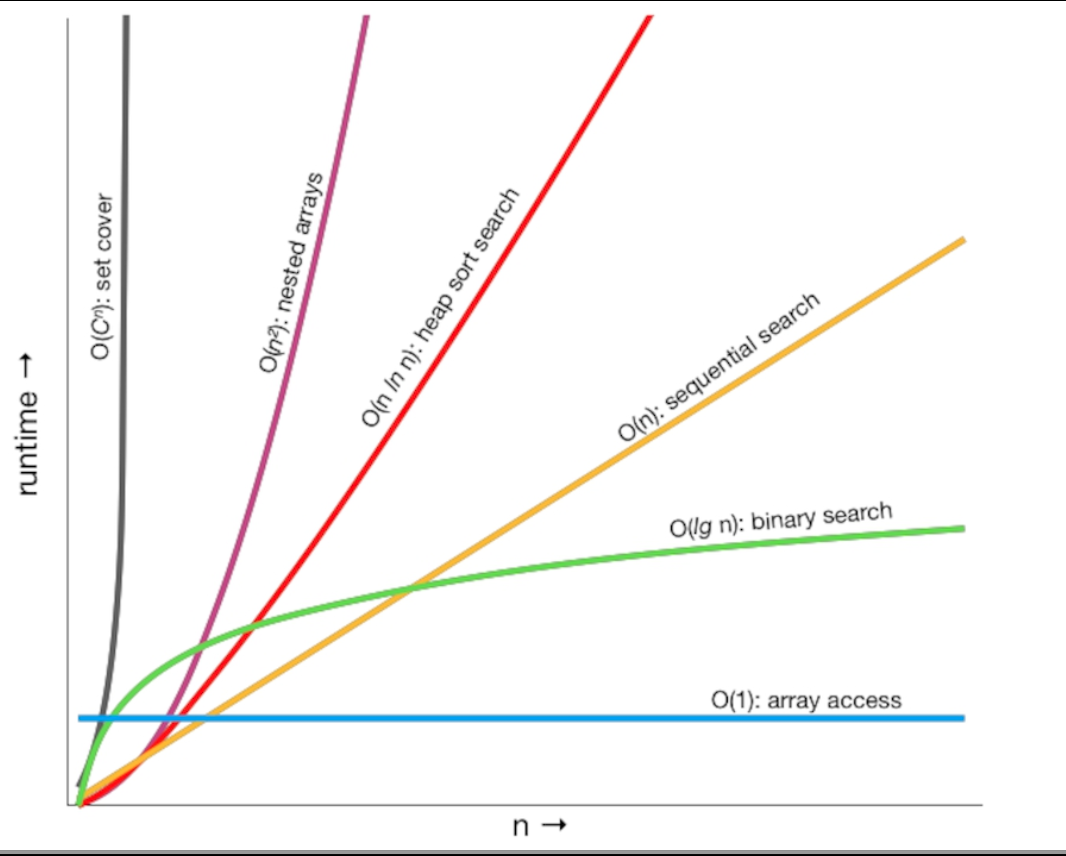 O(Cⁿ): set cover
O(n²): nested arrays
O(n ln n): heap sort search
O(n): sequential search
O(lg n): binary search
O(1): array access
runtime →
n →